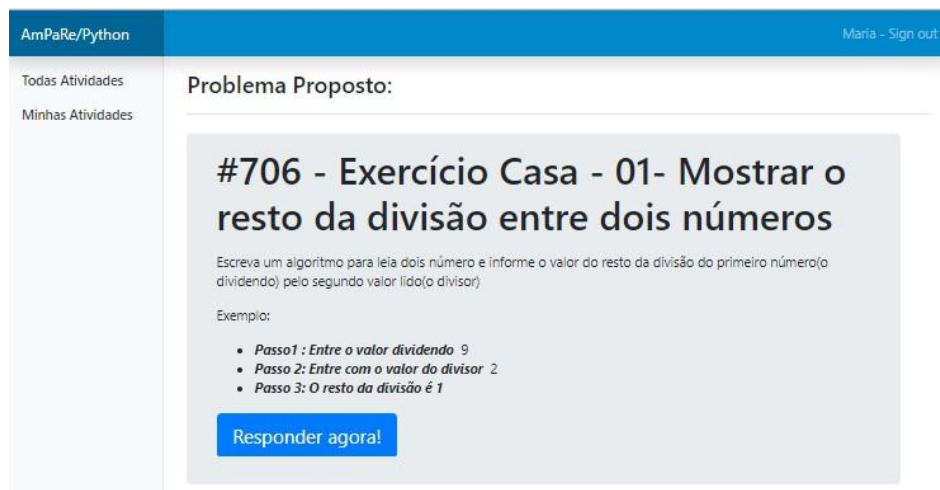 AmPaRe/Python
Maria - Sign out
Todas Atividades
Minhas Atividades
Problema Proposto:
#706 - Exercício Casa - 01- Mostrar o
resto da divisão entre dois números
Escreva um algoritmo para leia dois número e informe o valor do resto da divisão do primeiro número(o
dividendo) pelo segundo valor lido(o divisor)
Exemplo:
• Passo1 : Entre o valor dividendo 9
• Passo 2: Entre com o valor do divisor 2
• Passo 3: O resto da divisão é 1
Responder agora!